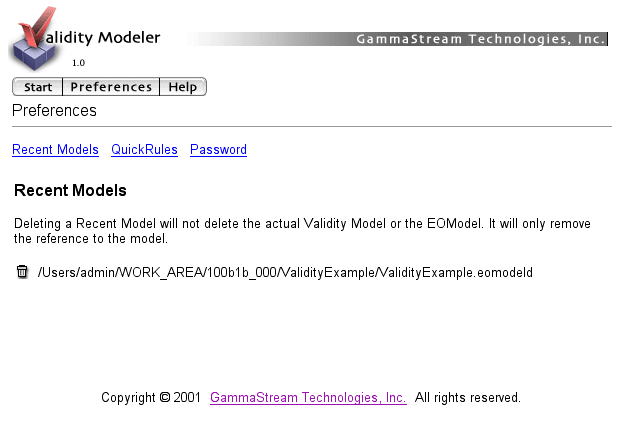 Validity Modeler
GammaStream Technologies, Inc.
1.0
Start Preferences Help
Preferences
Recent Models QuickRules Password
Recent Models
Deleting a Recent Model will not delete the actual Validity Model or the EOModel. It will only remove
the reference to the model.
/Users/admin/WORK_AREA/100b1b_000/ValidityExample/ValidityExample.eomodeld
Copyright © 2001 GammaStream Technologies, Inc. All rights reserved.